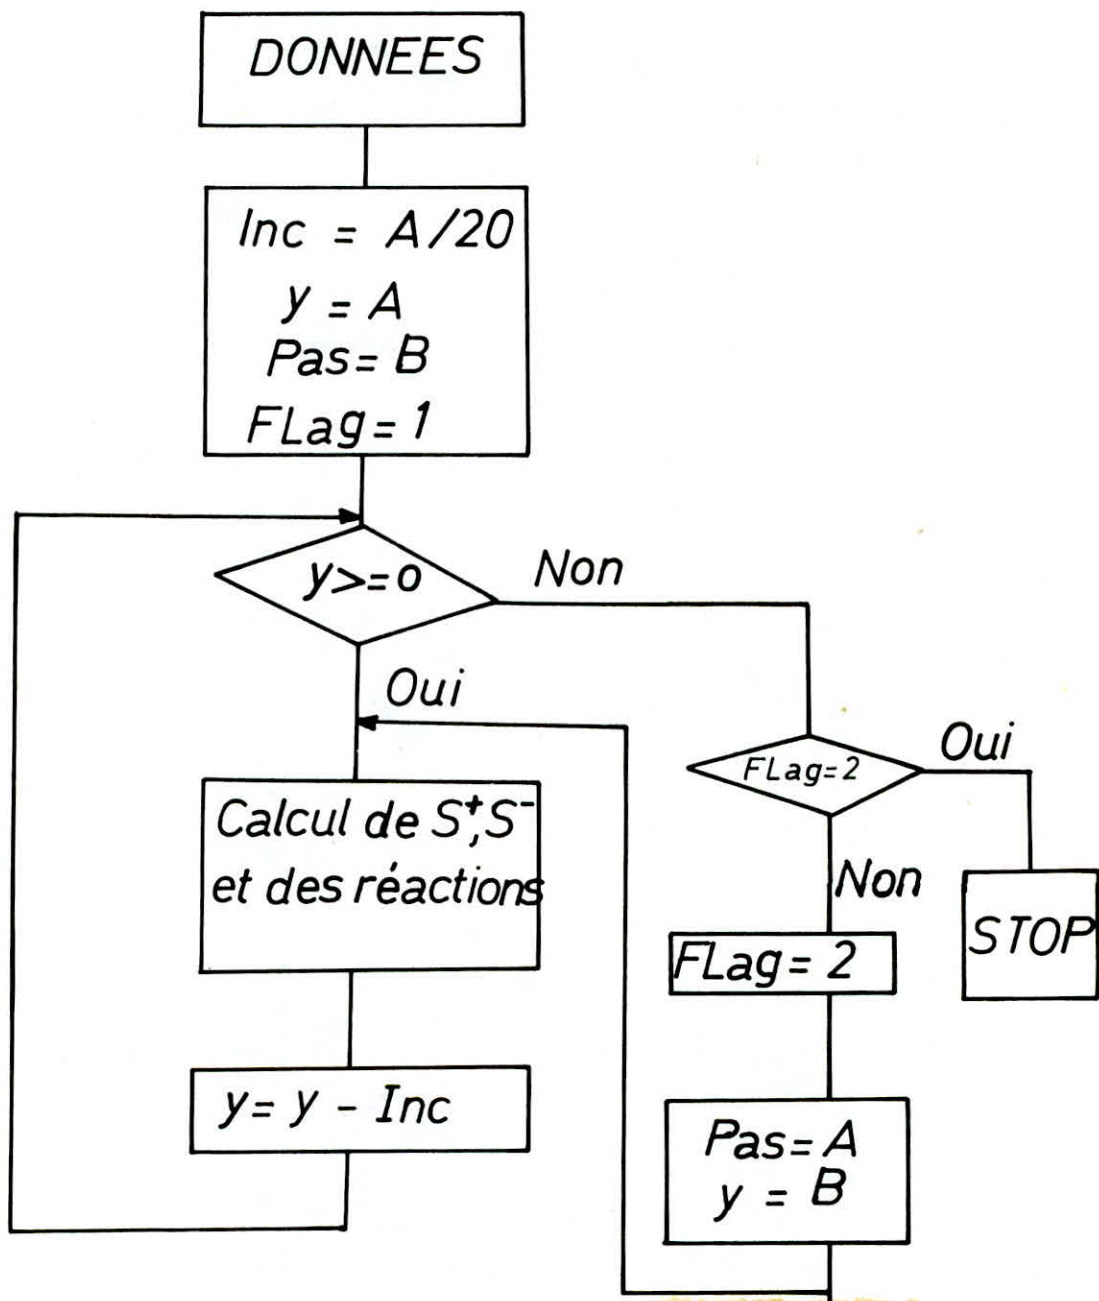 DONNEES
Inc = A/20
y = A
Pas = B
FLag = 1
y>=o
Non
Oui
Calcul de S⁺,S⁻
et des réactions
y = y - Inc
FLag=2
Oui
Non
STOP
FLag = 2
Pas = A
y = B